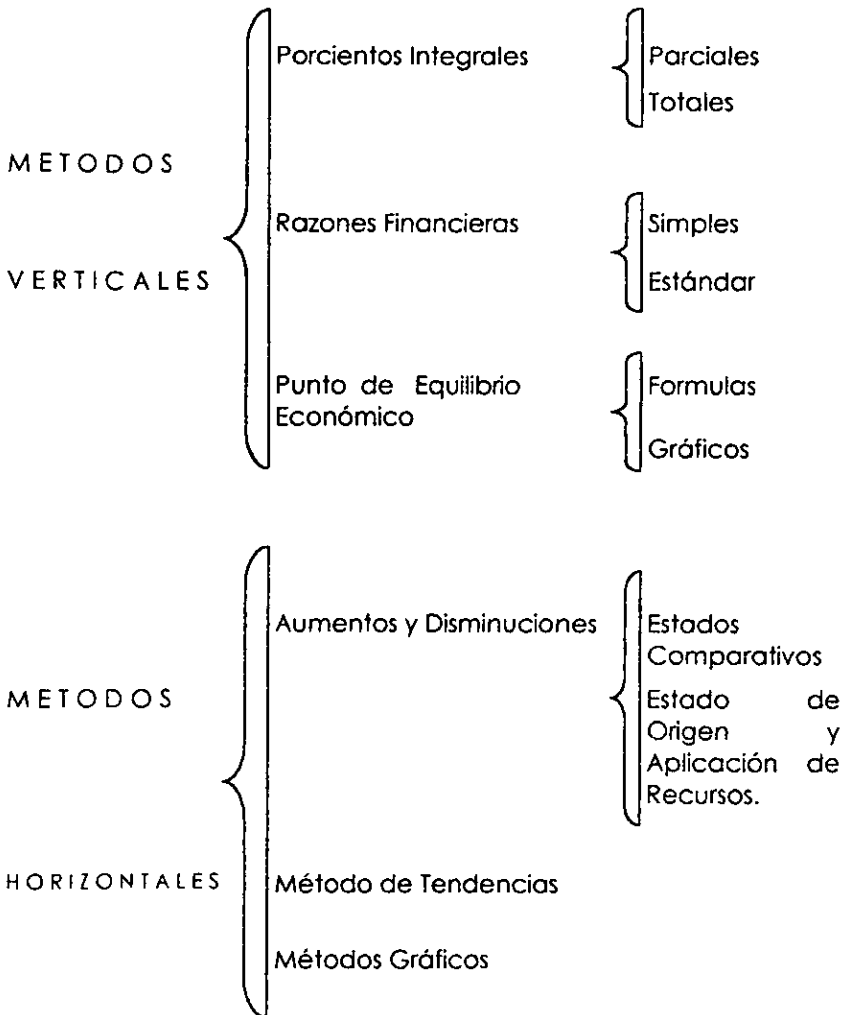 Porcientos Integrales
Parciales
Totales
METODOS
VERTICALES
Razones Financieras
Simples
Estándar
Punto de Equilibrio
Económico
Formulas
Gráficos
Aumentos y Disminuciones
Estados
Comparativos
Estado de
Origen y
Aplicación de
Recursos.
METODOS
HORIZONTALES
Método de Tendencias
Métodos Gráficos